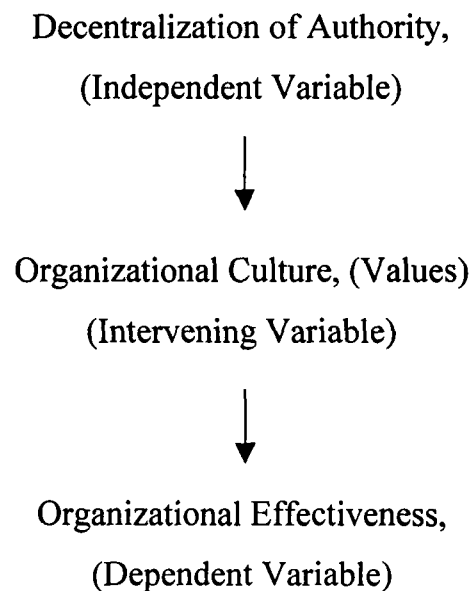 Decentralization of Authority,
(Independent Variable)
Organizational Culture, (Values)
(Intervening Variable)
Organizational Effectiveness,
(Dependent Variable)